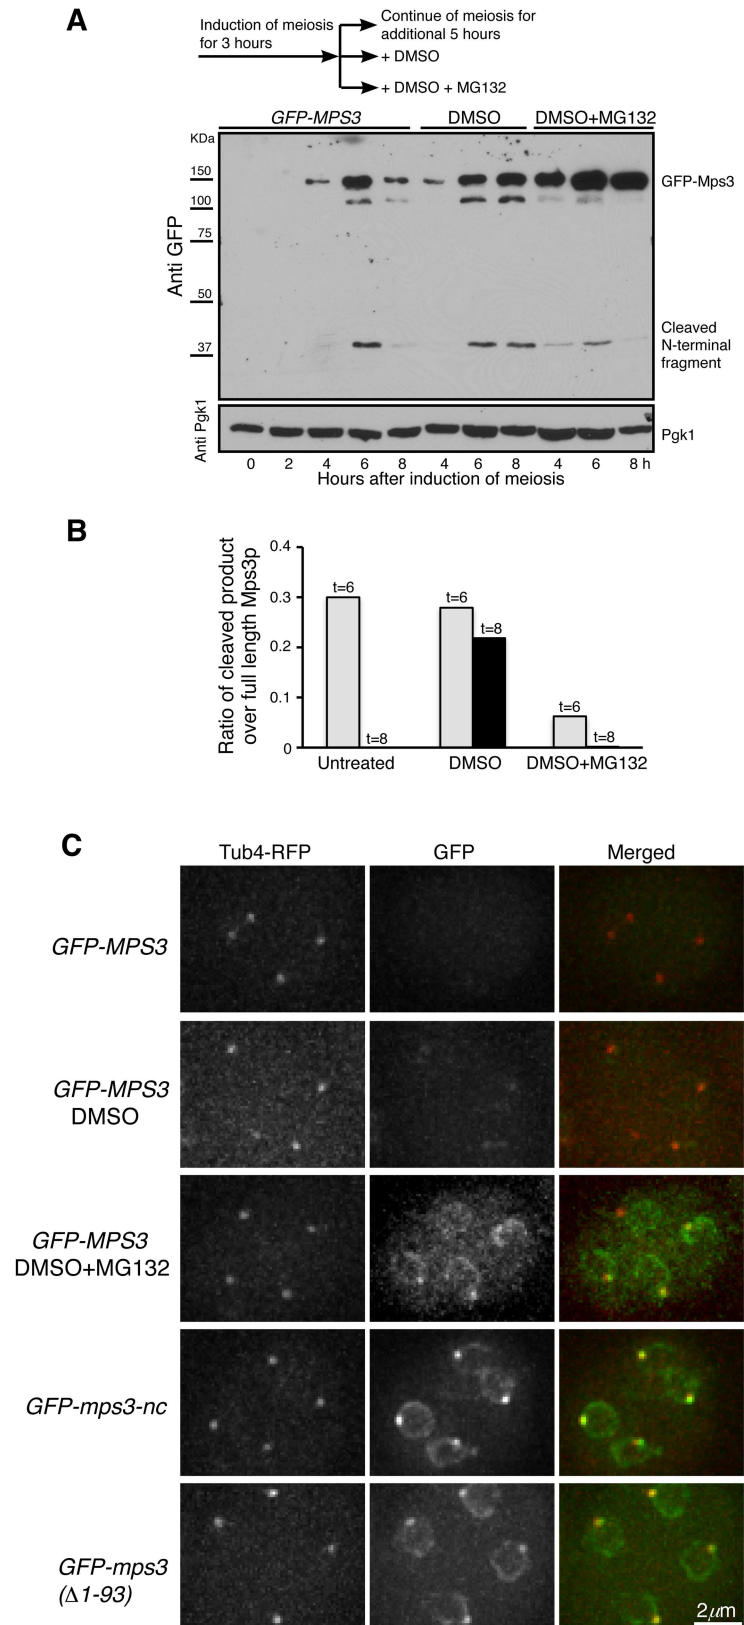 A
Induction of meiosis
for 3 hours
Continue of meiosis for
additional 5 hours
+ DMSO
+ DMSO + MG132
GFP-MPS3 DMSO DMSO+MG132
KDa
150
100
75
50
37
Anti GFP
GFP-Mps3
Cleaved
N-terminal
fragment
Anti Pgk1
Pgk1
0 2 4 6 8 4 6 8 4 6 8 h
Hours after induction of meiosis
B
Ratio of cleaved product
over full length Mps3p
0.4
0.3
0.2
0.1
0
t=6
t=8
t=6
t=8
t=6
t=8
Untreated DMSO DMSO+MG132
C
Tub4-RFP GFP Merged
GFP-MPS3
GFP-MPS3
DMSO
GFP-MPS3
DMSO+MG132
GFP-mps3-nc
GFP-mps3
(Δ1-93)
2μm